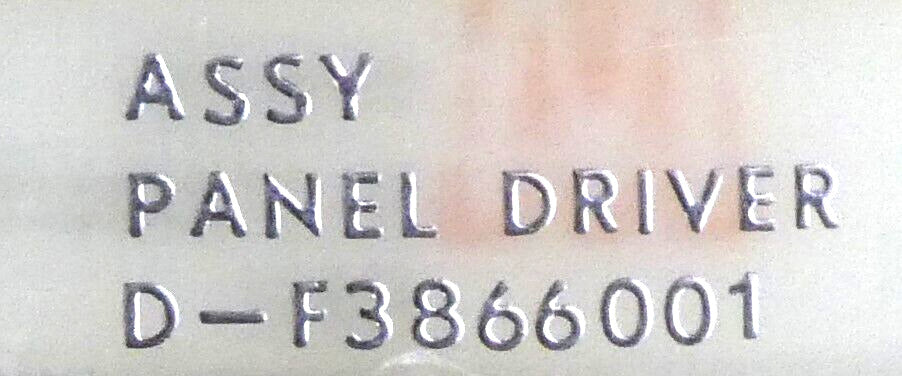 ASSY
PANEL DRIVER
D-F3866001